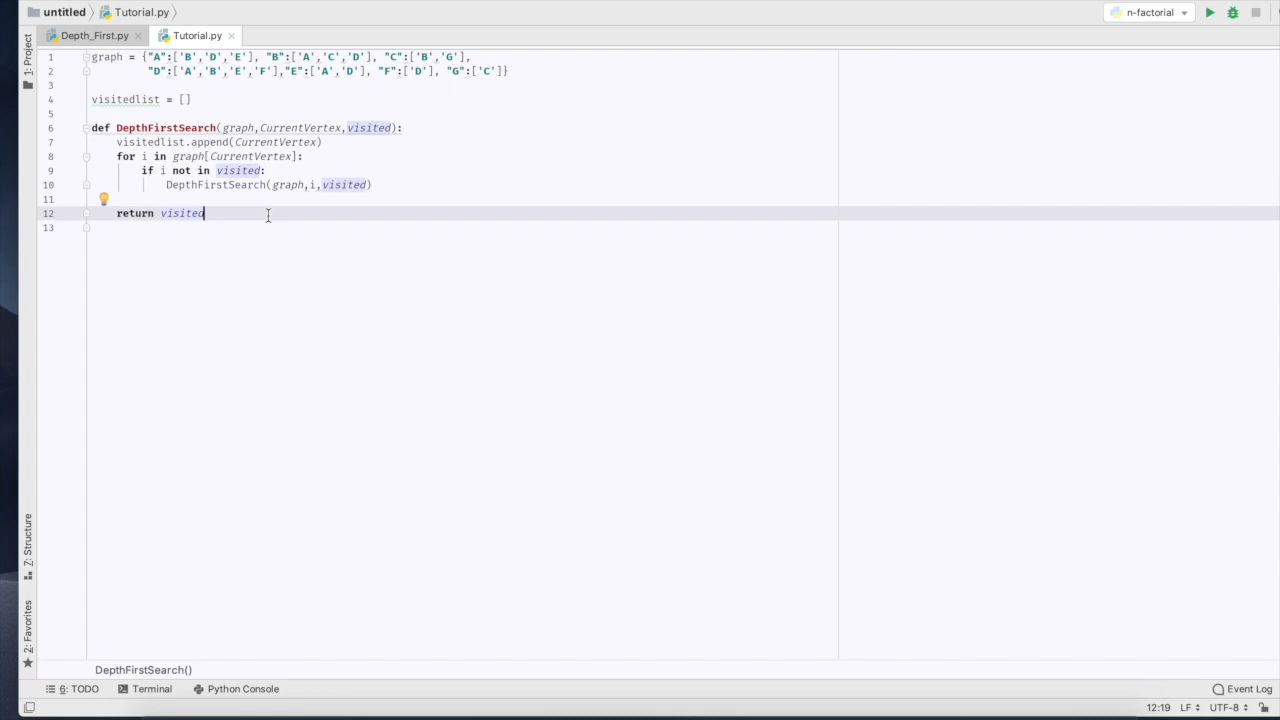 untitled Tutorial.py n-factorial
Depth_First.py Tutorial.py
1: Project
1 graph = {"A":['B','D','E'], "B":['A','C','D'], "C":['B','G'],
2 "D":['A','B','E','F'],"E":['A','D'], "F":['D'], "G":['C']}
3
4 visitedlist = []
5
6 def DepthFirstSearch(graph,CurrentVertex,visited):
7 visitedlist.append(CurrentVertex)
8 for i in graph[CurrentVertex]:
9 if i not in visited:
10 DepthFirstSearch(graph,i,visited)
11
12 return visited
13
7: Structure
2: Favorites
DepthFirstSearch()
6: TODO Terminal Python Console Event Log
12:19 LF UTF-8